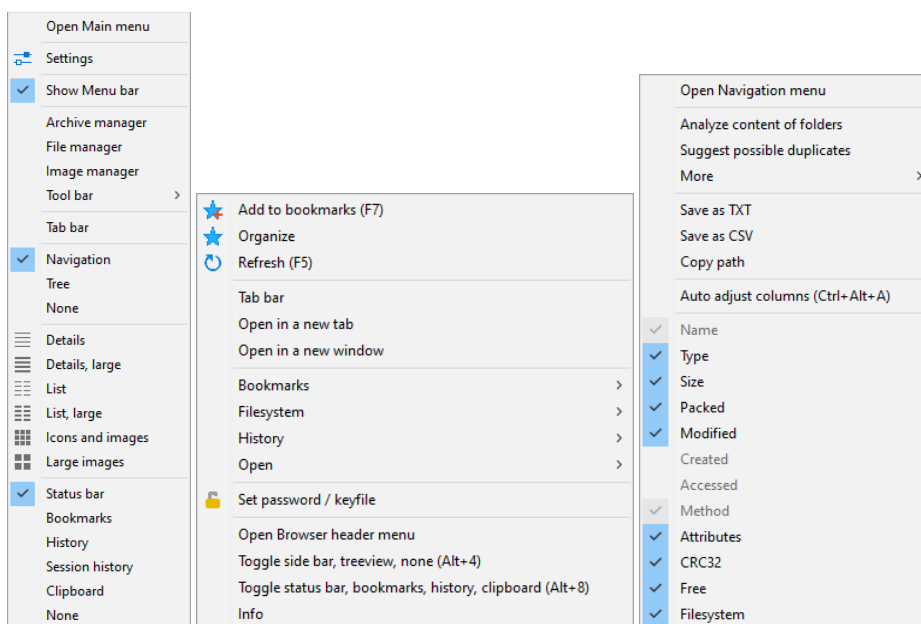 Open Main menu
Settings
Show Menu bar
Archive manager
File manager
Image manager
Tool bar
Tab bar
Navigation
Tree
None
Details
Details, large
List
List, large
Icons and images
Large images
Status bar
Bookmarks
History
Session history
Clipboard
None
Add to bookmarks (F7)
Organize
Refresh (F5)
Tab bar
Open in a new tab
Open in a new window
Bookmarks
Filesystem
History
Open
Set password / keyfile
Open Browser header menu
Toggle side bar, treeview, none (Alt+4)
Toggle status bar, bookmarks, history, clipboard (Alt+8)
Info
Open Navigation menu
Analyze content of folders
Suggest possible duplicates
More
Save as TXT
Save as CSV
Copy path
Auto adjust columns (Ctrl+Alt+A)
Name
Type
Size
Packed
Modified
Created
Accessed
Method
Attributes
CRC32
Free
Filesystem